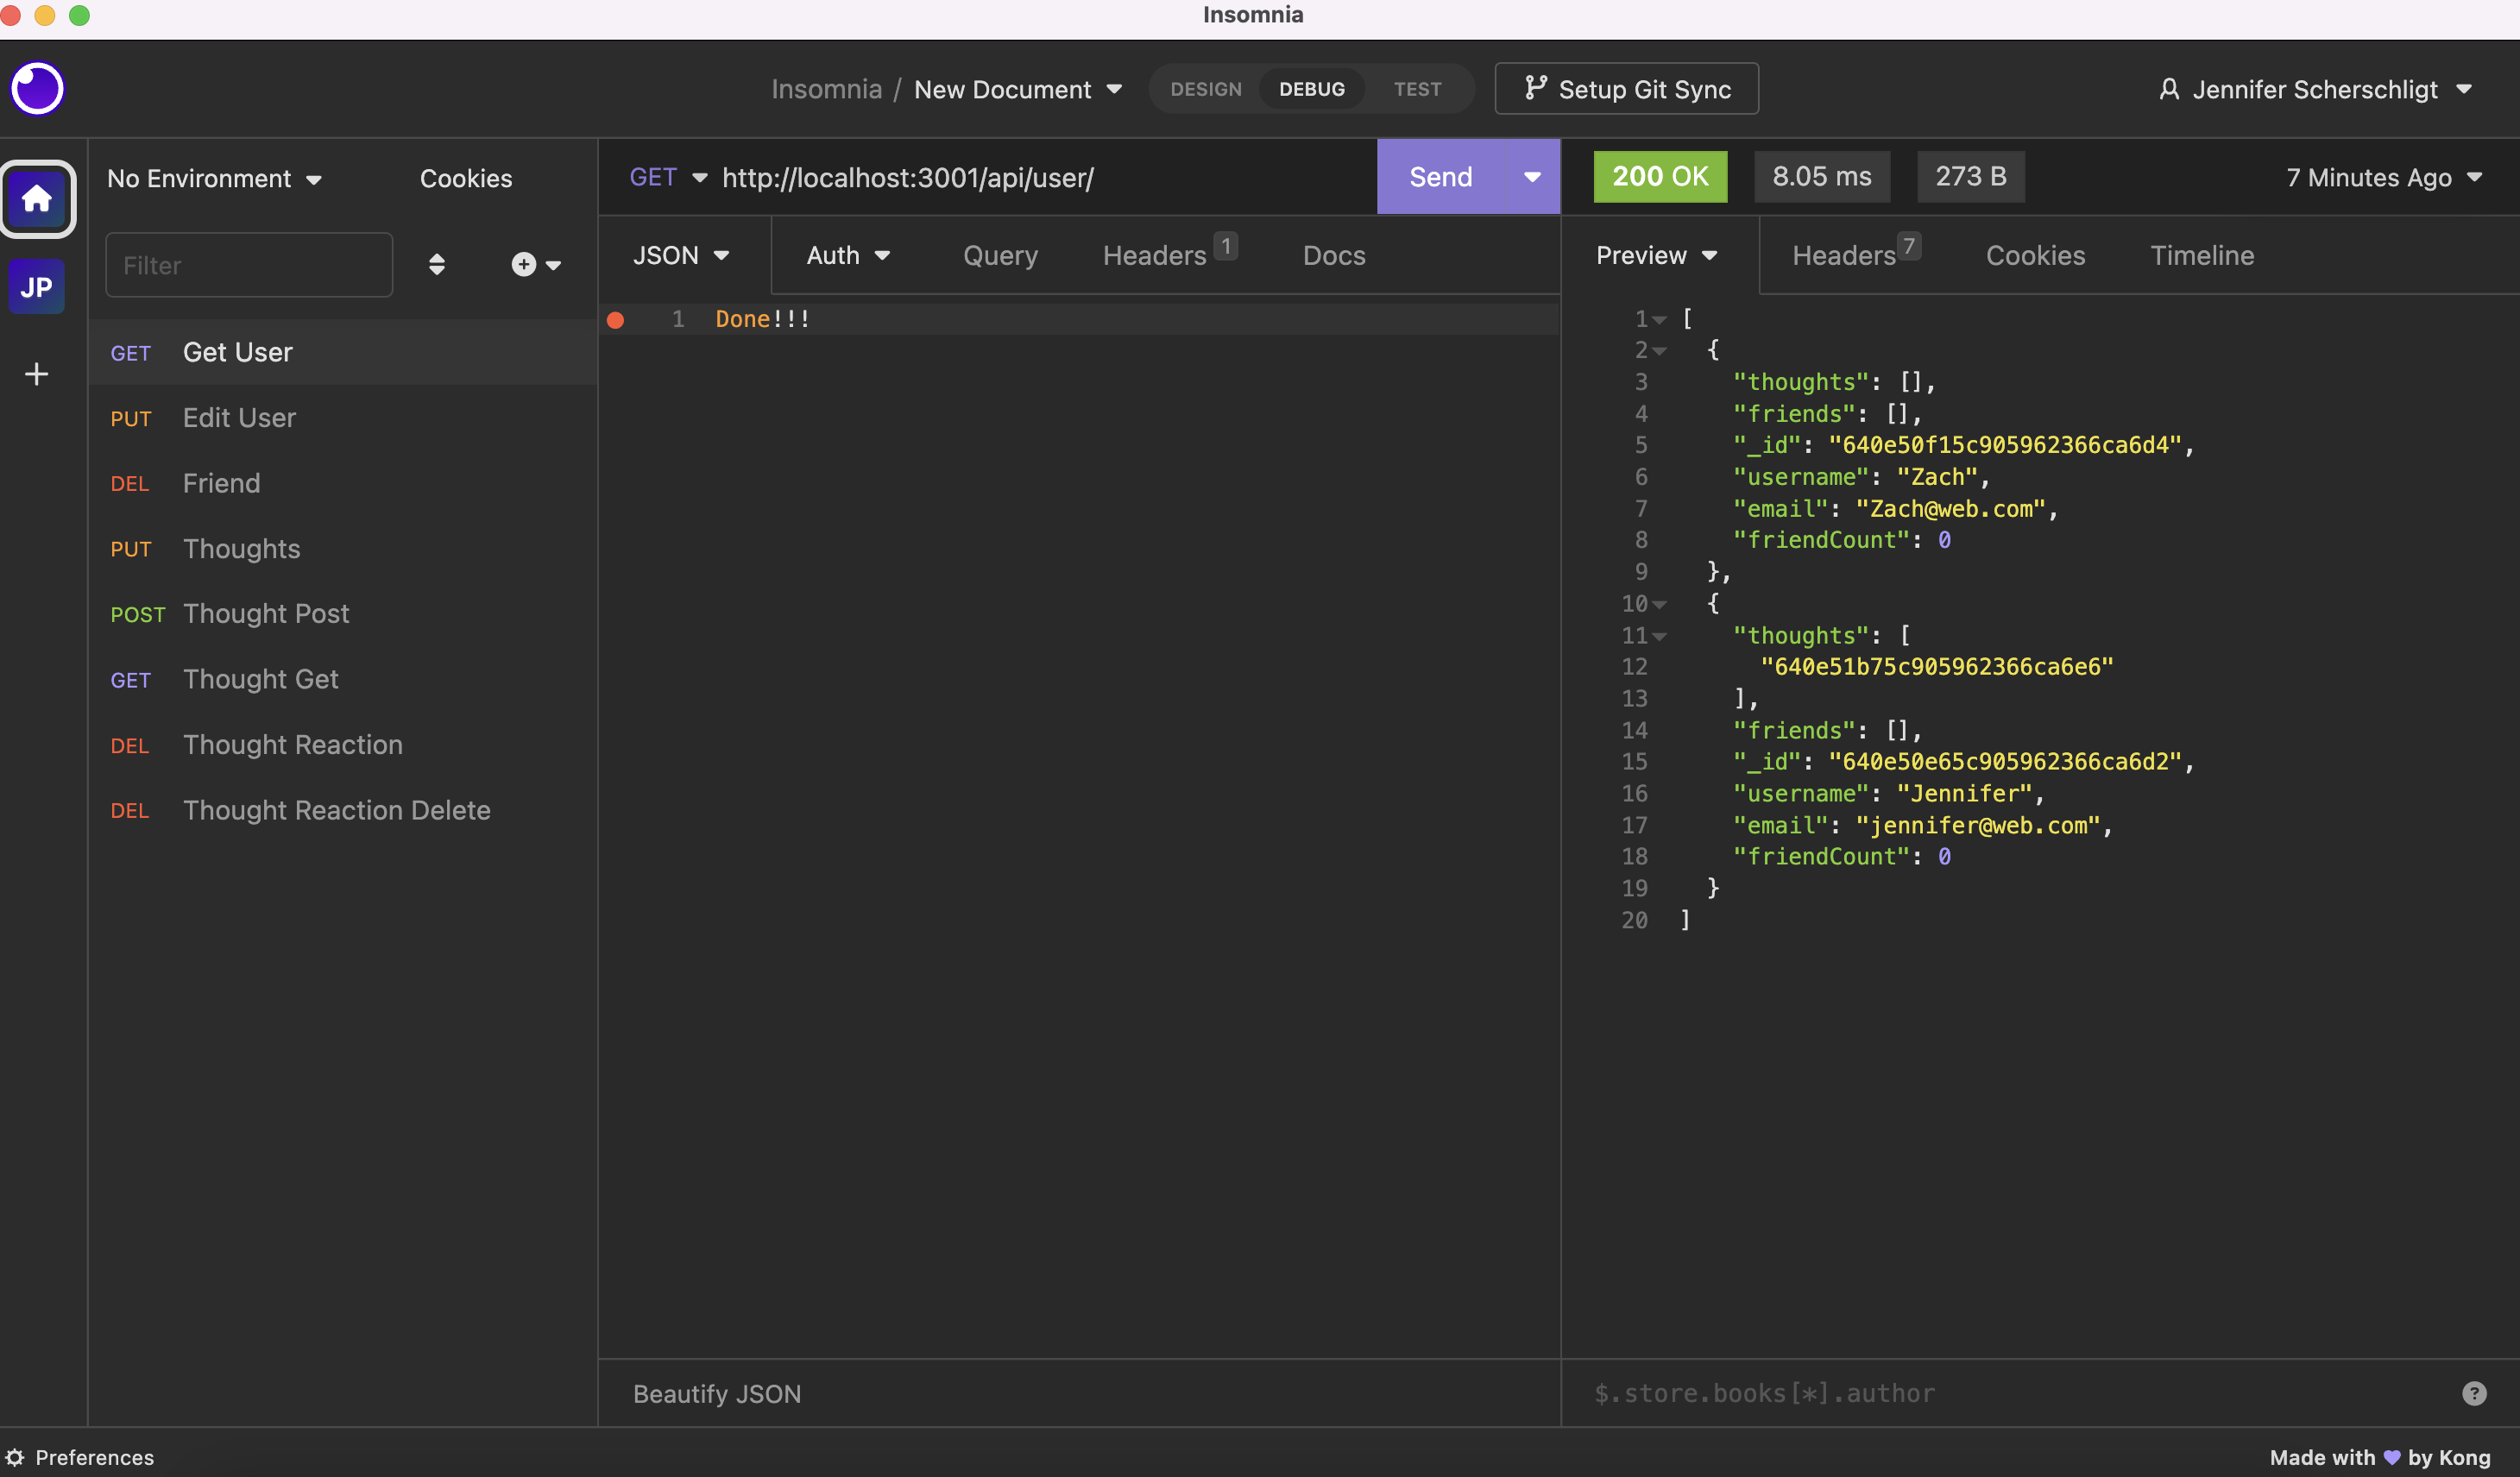 Insomnia
Insomnia / New Document DESIGN DEBUG TEST Setup Git Sync Jennifer Scherschligt
No Environment Cookies
JP
Filter
GET Get User
PUT Edit User
DEL Friend
PUT Thoughts
POST Thought Post
GET Thought Get
DEL Thought Reaction
DEL Thought Reaction Delete
GET http://localhost:3001/api/user/ Send
JSON Auth Query Headers 1 Docs
1 Done!!!
Beautify JSON
200 OK 8.05 ms 273 B 7 Minutes Ago
Preview Headers 7 Cookies Timeline
1 [
2 {
3 "thoughts": [],
4 "friends": [],
5 "_id": "640e50f15c905962366ca6d4",
6 "username": "Zach",
7 "email": "Zach@web.com",
8 "friendCount": 0
9 },
10 {
11 "thoughts": [
12 "640e51b75c905962366ca6e6"
13 ],
14 "friends": [],
15 "_id": "640e50e65c905962366ca6d2",
16 "username": "Jennifer",
17 "email": "jennifer@web.com",
18 "friendCount": 0
19 }
20 ]
$.store.books[*].author ?
Preferences
Made with 💜 by Kong